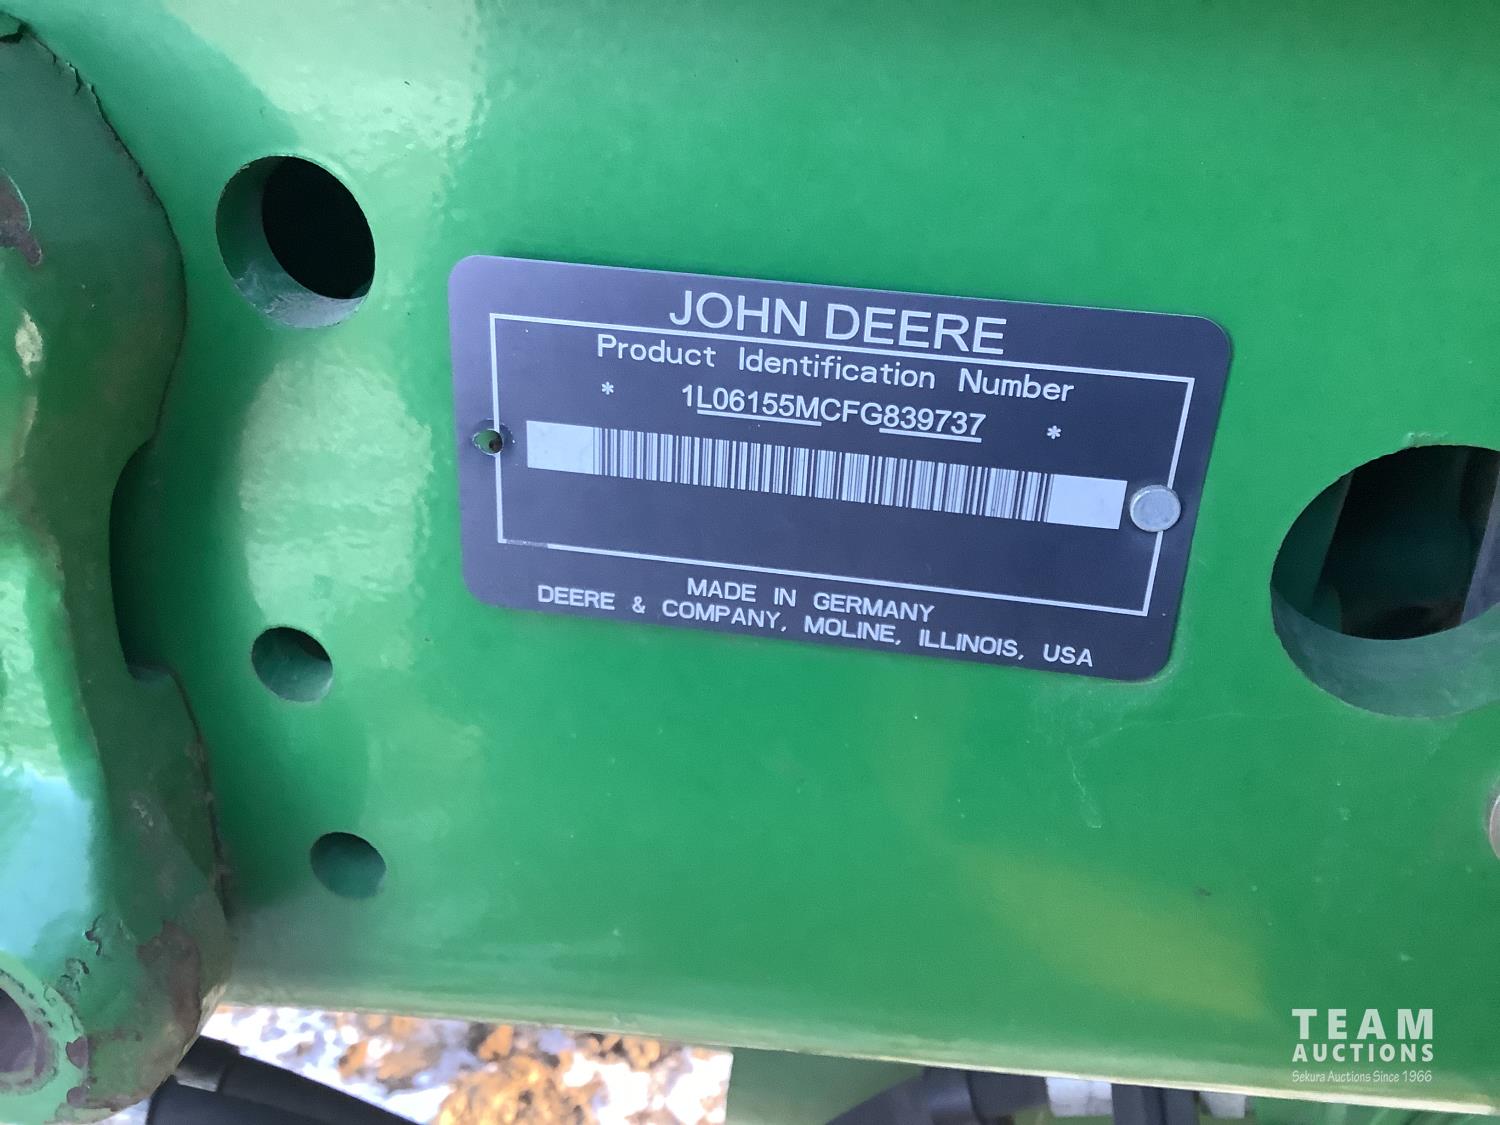 JOHN DEERE
Product Identification Number
* 1L06155MCFG839737 *
MADE IN GERMANY
DEERE & COMPANY, MOLINE, ILLINOIS, USA
TEAM
AUCTIONS
Sekura Auctions Since 1966